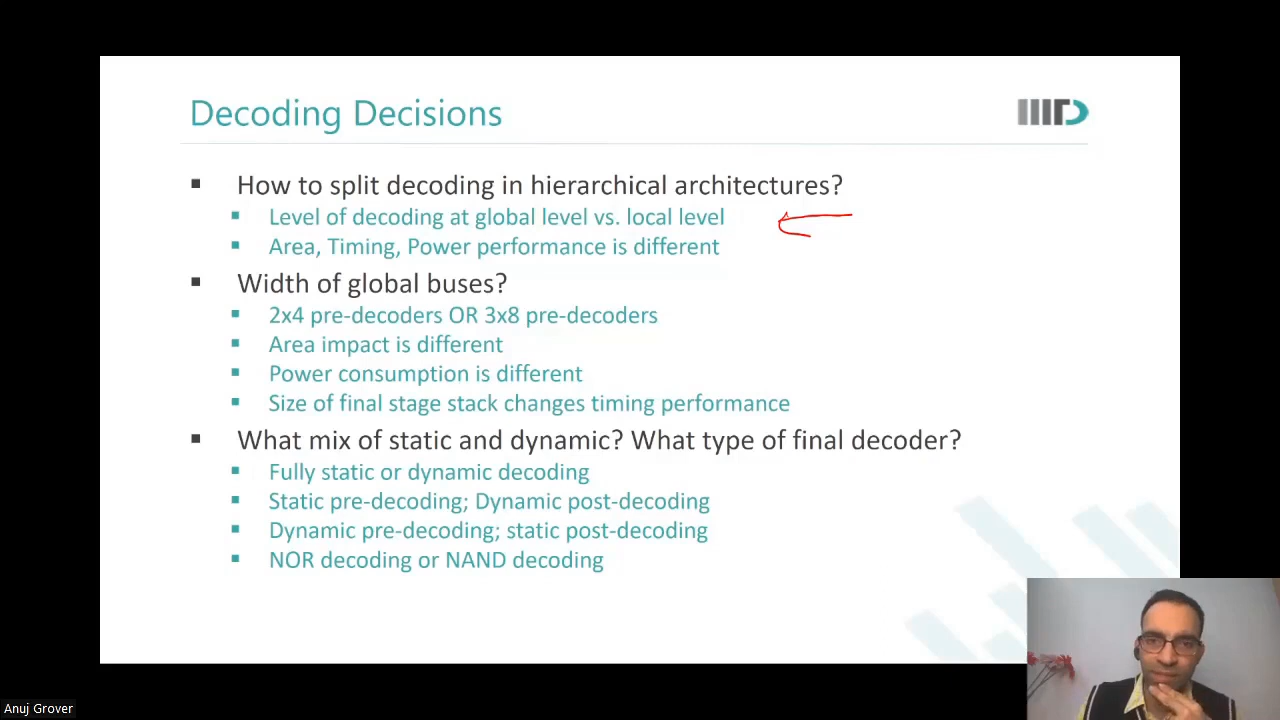 Decoding Decisions
IIITD
▪ How to split decoding in hierarchical architectures?
▪ Level of decoding at global level vs. local level
▪ Area, Timing, Power performance is different
▪ Width of global buses?
▪ 2x4 pre-decoders OR 3x8 pre-decoders
▪ Area impact is different
▪ Power consumption is different
▪ Size of final stage stack changes timing performance
▪ What mix of static and dynamic? What type of final decoder?
▪ Fully static or dynamic decoding
▪ Static pre-decoding; Dynamic post-decoding
▪ Dynamic pre-decoding; static post-decoding
▪ NOR decoding or NAND decoding
Anuj Grover